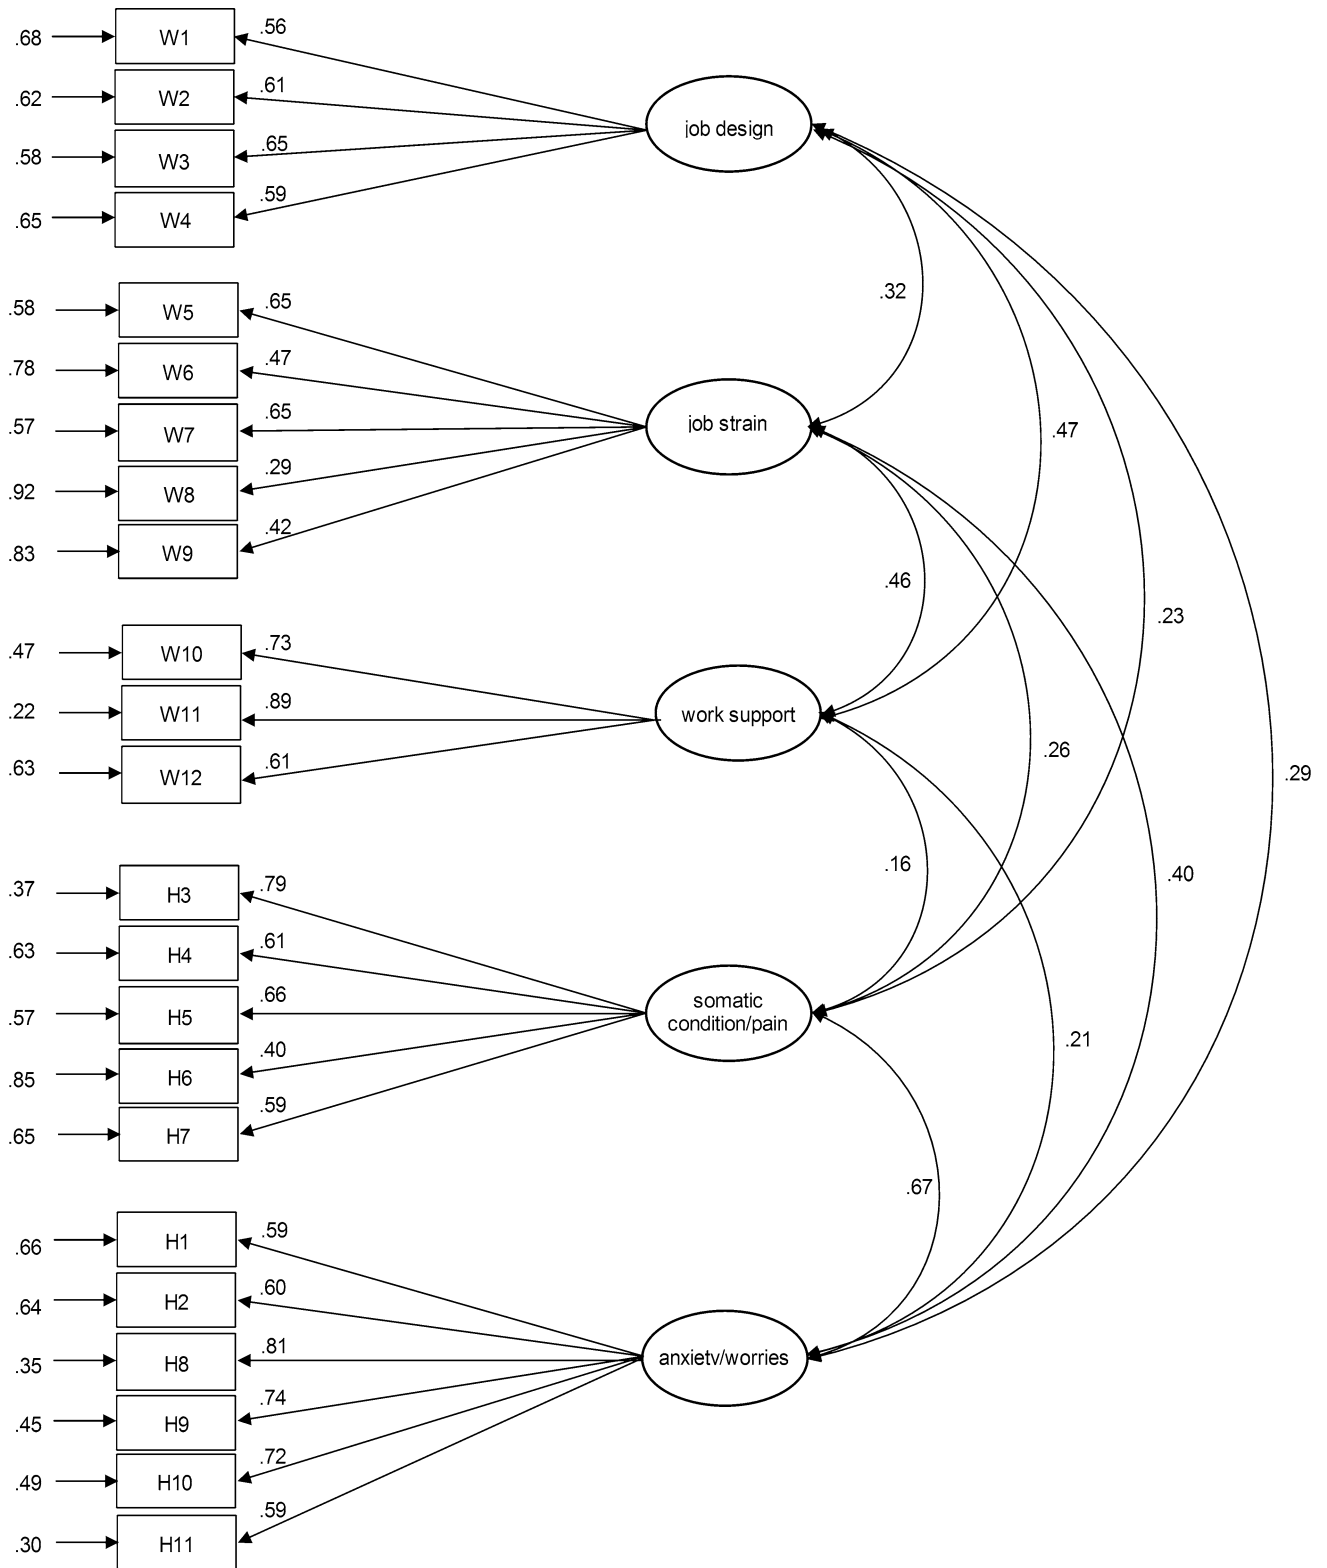 .68 W1 .56
.62 W2 .61
.58 W3 .65
.65 W4 .59
job design
.58 W5 .65
.78 W6 .47
.57 W7 .65
.92 W8 .29
.83 W9 .42
job strain
.47 W10 .73
.22 W11 .89
.63 W12 .61
work support
.37 H3 .79
.63 H4 .61
.57 H5 .66
.85 H6 .40
.65 H7 .59
somatic
condition/pain
.66 H1 .59
.64 H2 .60
.35 H8 .81
.45 H9 .74
.49 H10 .72
.30 H11 .59
anxietv/worries
.32
.47
.46
.23
.26
.29
.16
.40
.21
.67